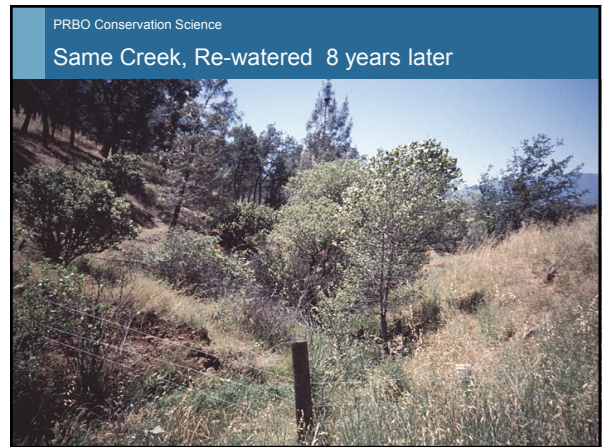 PRBO Conservation Science
Same Creek, Re-watered 8 years later